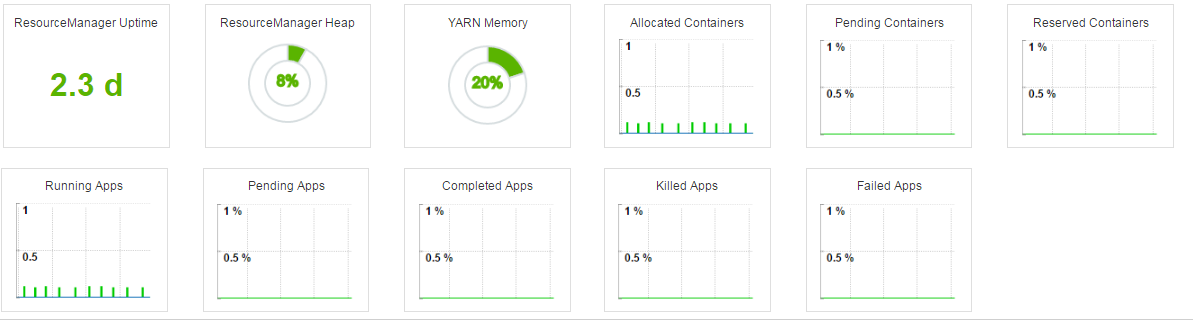 ResourceManager Uptime
2.3 d
ResourceManager Heap
8%
YARN Memory
20%
Allocated Containers
1
0.5
Pending Containers
1 %
0.5 %
Reserved Containers
1 %
0.5 %
Running Apps
1
0.5
Pending Apps
1 %
0.5 %
Completed Apps
1 %
0.5 %
Killed Apps
1 %
0.5 %
Failed Apps
1 %
0.5 %